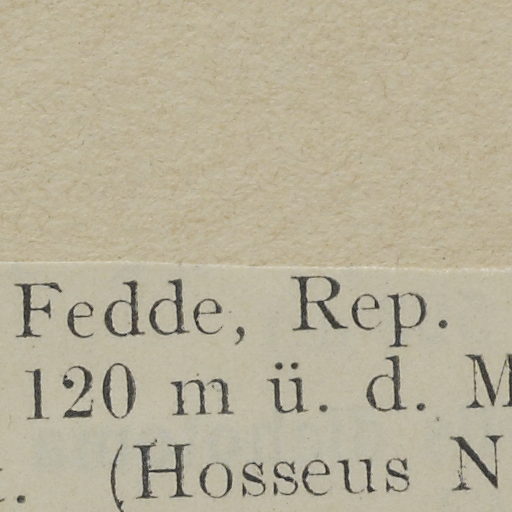 Fedde, Rep.
120 m ü. d. M
. (Hosseus N